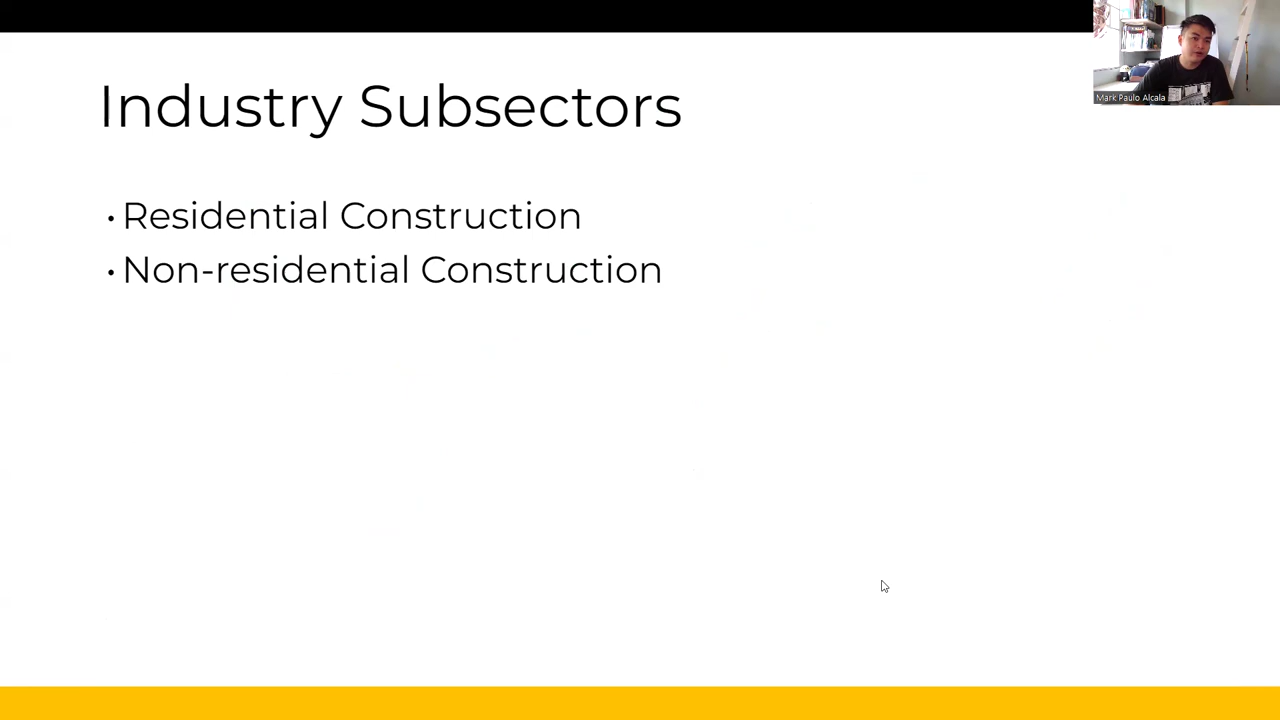 Industry Subsectors
• Residential Construction
• Non-residential Construction
Mark Paulo Alcala